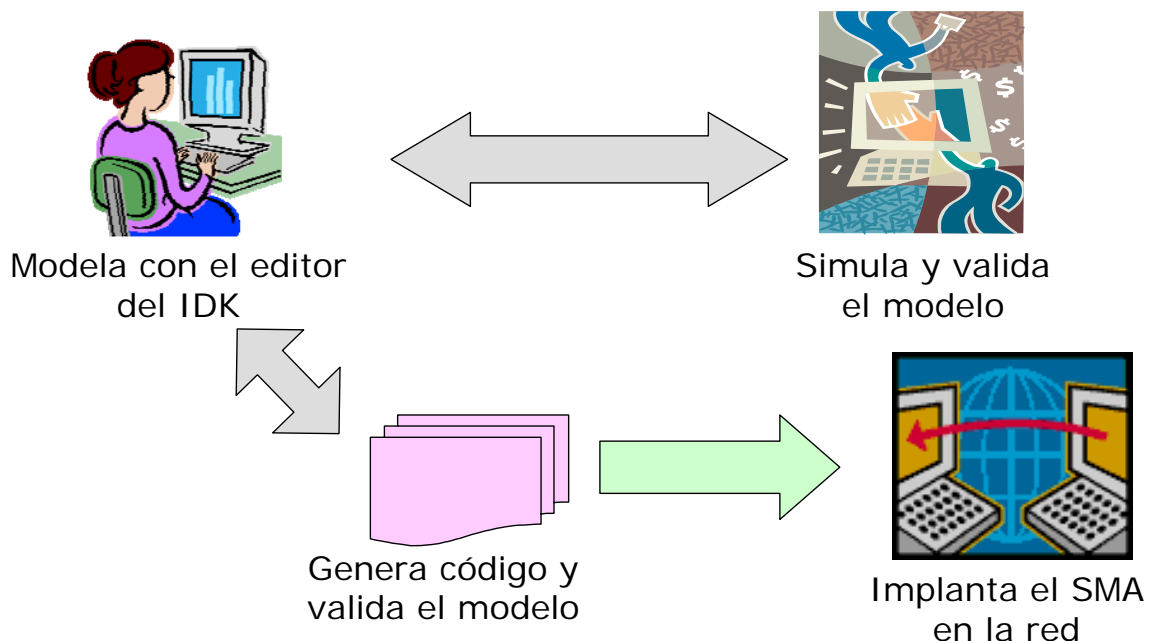 Modela con el editor
del IDK
Simula y valida
el modelo
Genera código y
valida el modelo
Implanta el SMA
en la red